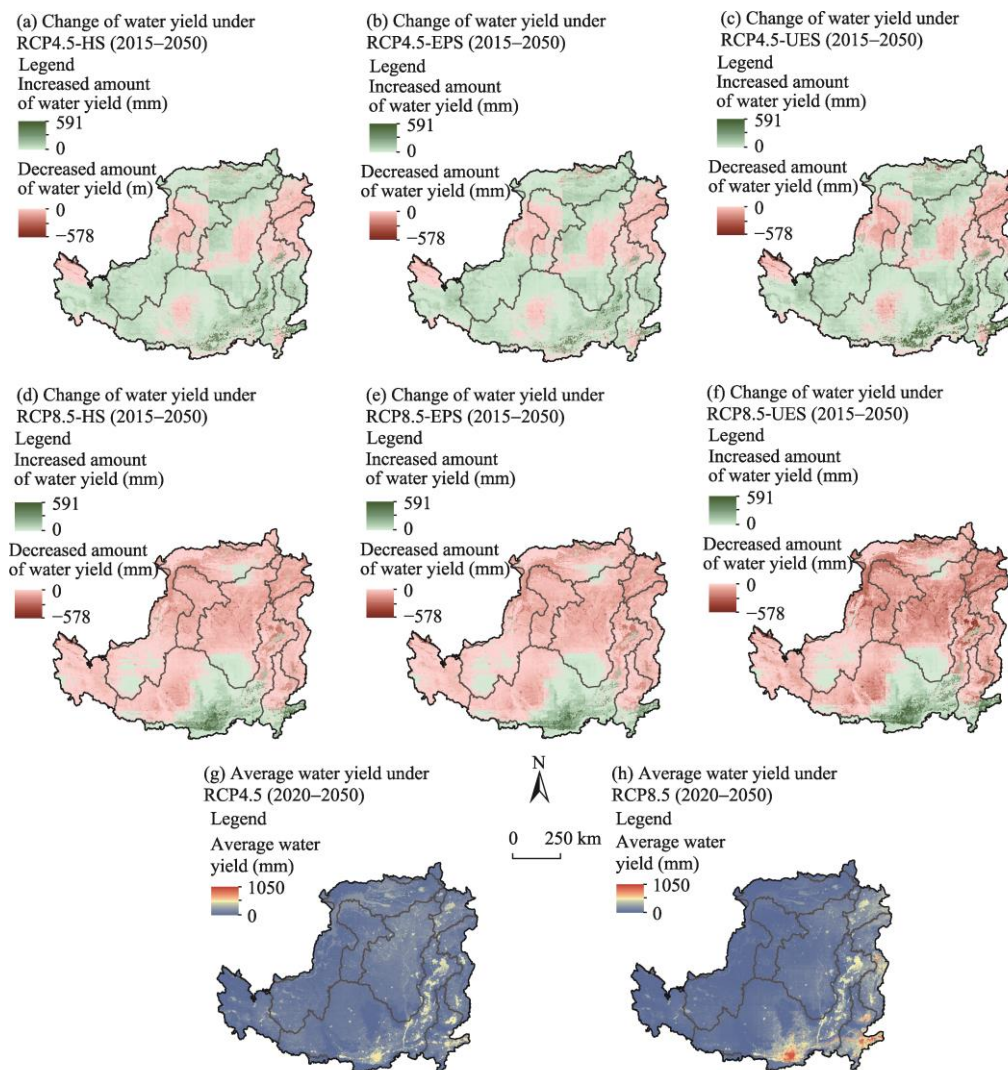 (a) Change of water yield under
RCP4.5-HS (2015–2050)
Legend
Increased amount
of water yield (mm)
591
0
Decreased amount
of water yield (m)
0
−578
(b) Change of water yield under
RCP4.5-EPS (2015–2050)
Legend
Increased amount
of water yield (mm)
591
0
Decreased amount
of water yield (mm)
0
−578
(c) Change of water yield under
RCP4.5-UES (2015–2050)
Legend
Increased amount
of water yield (mm)
591
0
Decreased amount
of water yield (mm)
0
−578
(d) Change of water yield under
RCP8.5-HS (2015–2050)
Legend
Increased amount
of water yield (mm)
591
0
Decreased amount
of water yield (mm)
0
−578
(e) Change of water yield under
RCP8.5-EPS (2015–2050)
Legend
Increased amount
of water yield (mm)
591
0
Decreased amount
of water yield (mm)
0
−578
(f) Change of water yield under
RCP8.5-UES (2015–2050)
Legend
Increased amount
of water yield (mm)
591
0
Decreased amount
of water yield (mm)
0
−578
(g) Average water yield under
RCP4.5 (2020–2050)
Legend
Average water
yield (mm)
1050
0
N
0 250 km
(h) Average water yield under
RCP8.5 (2020–2050)
Legend
Average water
yield (mm)
1050
0